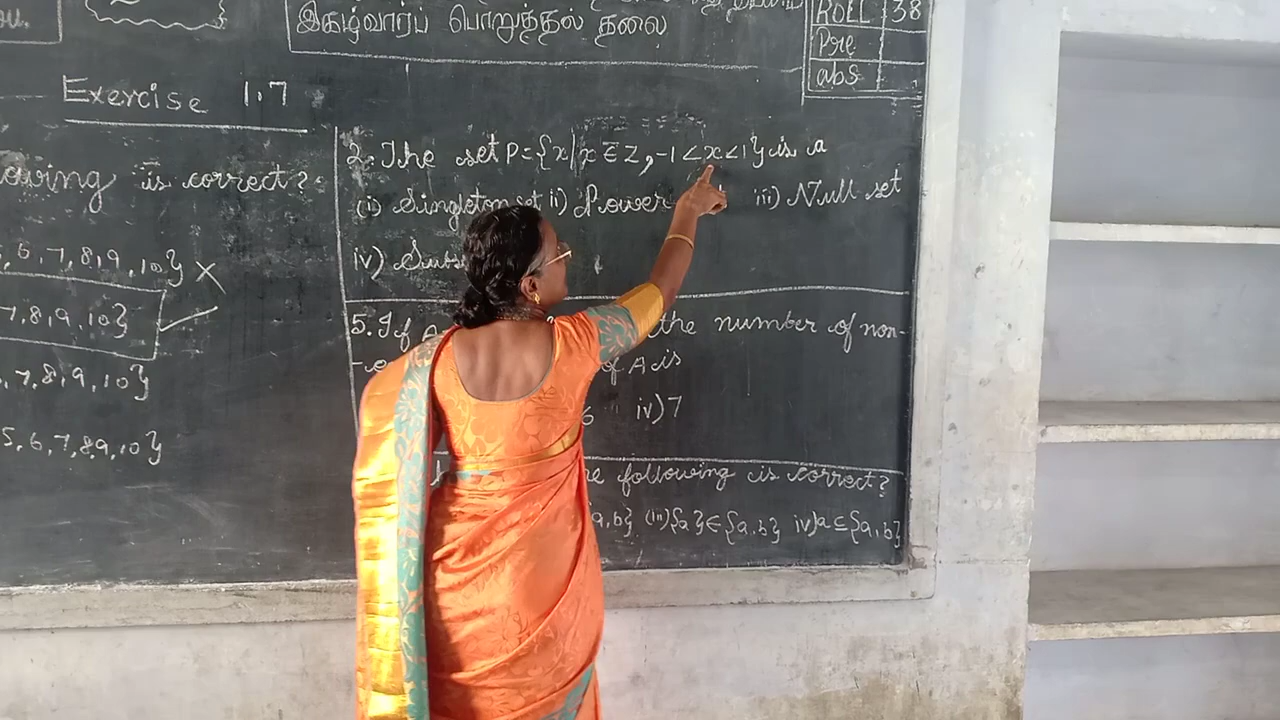 ou.
இகழ்வார்ப் பொறுத்தல் தலை
ROLL 38
Pre
abs
Exercise 1.7
owing is correct?
, 6, 7, 8, 9, 10} ×
7, 8, 9, 10} ✓
, 7, 8, 9, 10}
5, 6, 7, 8, 9, 10}
2. The set P = {x | x ∈ Z, -1 < x < 1} is a
(i) Singleton set ii) Power iii) Null set
iv)
5. If A the number of non-
of A is
6 iv) 7
following is correct?
a, b} (iii) {a} ∈ {a, b} iv) a ⊆ {a, b}